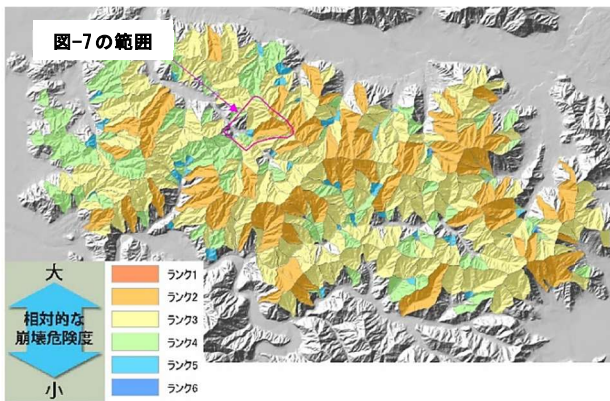 図-7の範囲
大
相対的な
崩壊危険度
小
ランク1
ランク2
ランク3
ランク4
ランク5
ランク6